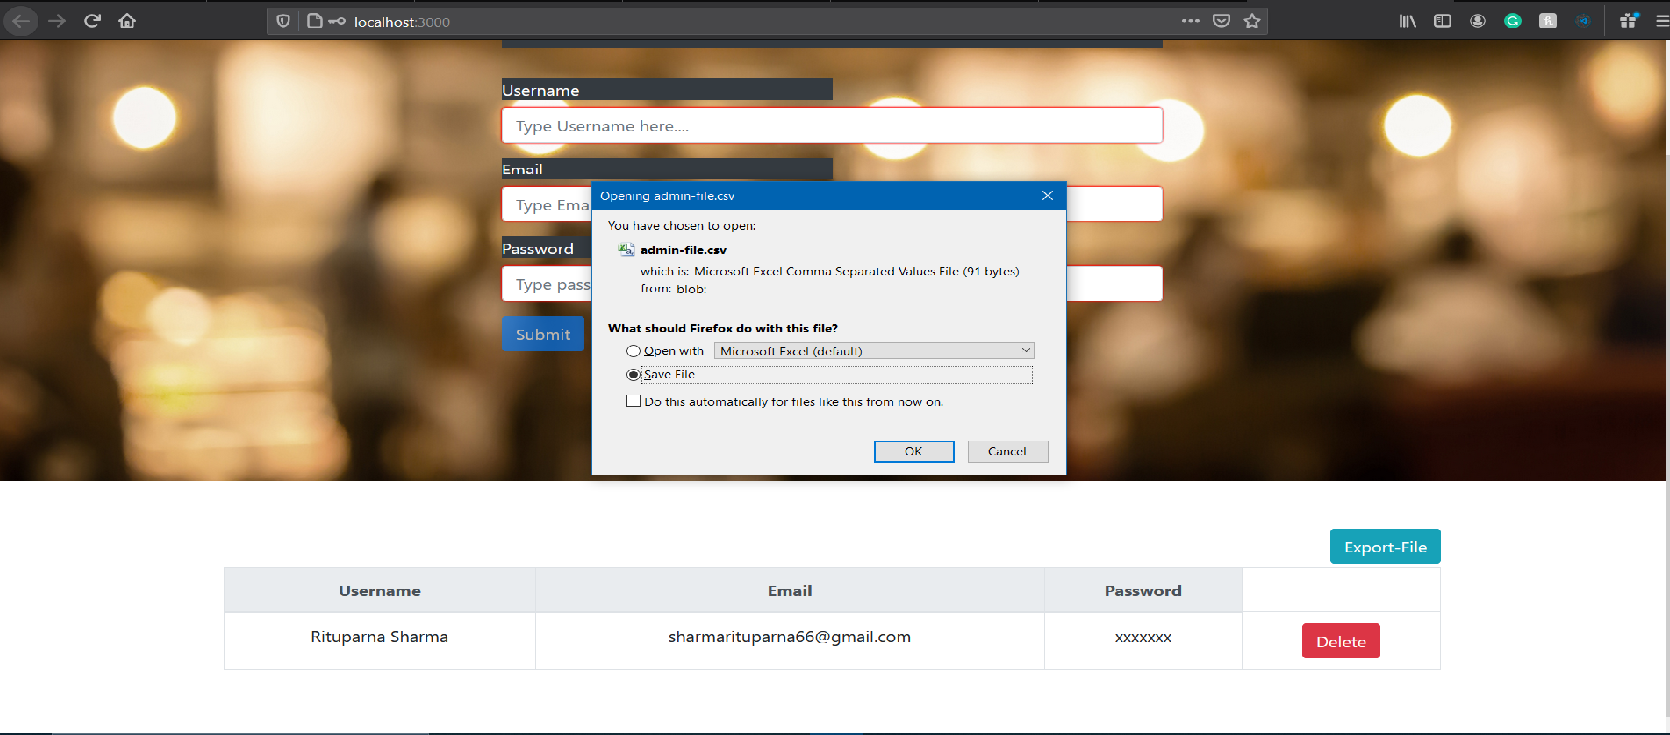 localhost:3000
Username
Type Username here....
Email
Type Ema
Password
Type pass
Submit
Opening admin-file.csv
You have chosen to open:
admin-file.csv
which is: Microsoft Excel Comma Separated Values File (91 bytes)
from: blob:
What should Firefox do with this file?
Open with Microsoft Excel (default)
Save File
Do this automatically for files like this from now on.
OK Cancel
Export-File
Username Email Password
Rituparna Sharma sharmarituparna66@gmail.com xxxxxxx Delete